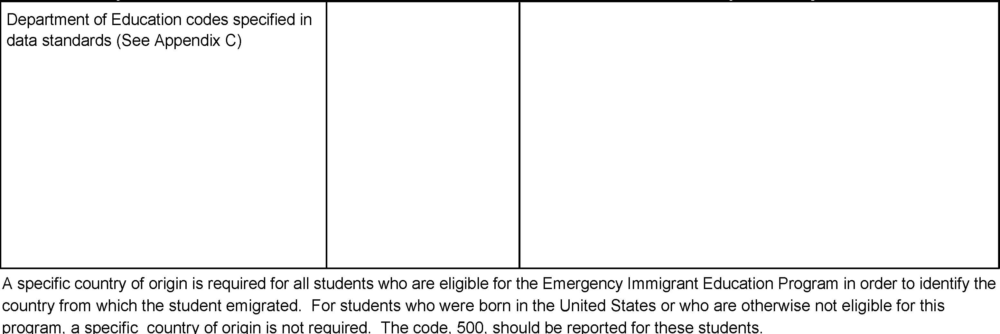 Department of Education codes specified in
data standards (See Appendix C)
A specific country of origin is required for all students who are eligible for the Emergency Immigrant Education Program in order to identify the
country from which the student emigrated.  For students who were born in the United States or who are otherwise not eligible for this
program, a specific  country of origin is not required.  The code, 500, should be reported for these students.